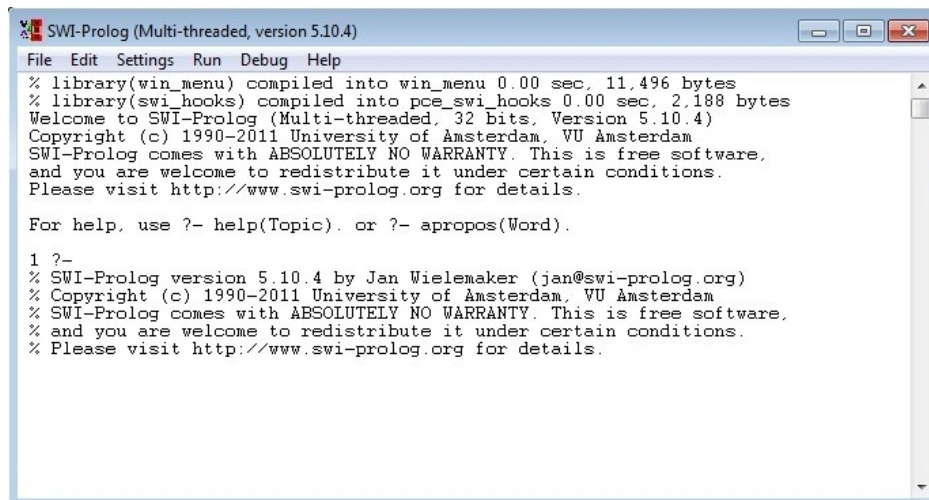 SWI-Prolog (Multi-threaded, version 5.10.4)
File Edit Settings Run Debug Help
% library(win_menu) compiled into win_menu 0.00 sec, 11,496 bytes
% library(swi_hooks) compiled into pce_swi_hooks 0.00 sec, 2,188 bytes
Welcome to SWI-Prolog (Multi-threaded, 32 bits, Version 5.10.4)
Copyright (c) 1990-2011 University of Amsterdam, VU Amsterdam
SWI-Prolog comes with ABSOLUTELY NO WARRANTY. This is free software,
and you are welcome to redistribute it under certain conditions.
Please visit http://www.swi-prolog.org for details.
For help, use ?- help(Topic). or ?- apropos(Word).
1 ?-
% SWI-Prolog version 5.10.4 by Jan Wielemaker (jan@swi-prolog.org)
% Copyright (c) 1990-2011 University of Amsterdam, VU Amsterdam
% SWI-Prolog comes with ABSOLUTELY NO WARRANTY. This is free software,
% and you are welcome to redistribute it under certain conditions.
% Please visit http://www.swi-prolog.org for details.